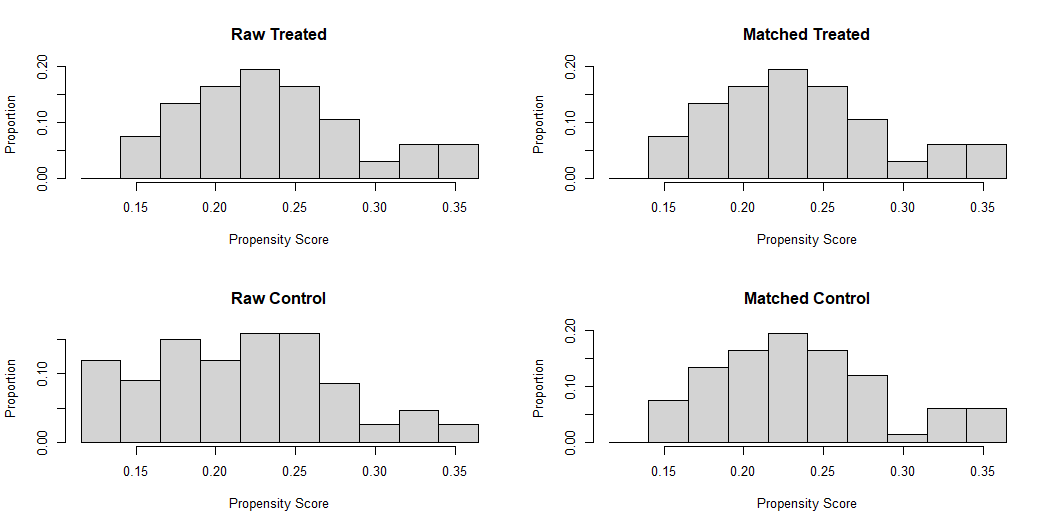 Raw Treated
Proportion
0.00 0.10 0.20
0.15 0.20 0.25 0.30 0.35
Propensity Score
Matched Treated
Proportion
0.00 0.10 0.20
0.15 0.20 0.25 0.30 0.35
Propensity Score
Raw Control
Proportion
0.00 0.10
0.15 0.20 0.25 0.30 0.35
Propensity Score
Matched Control
Proportion
0.00 0.10 0.20
0.15 0.20 0.25 0.30 0.35
Propensity Score